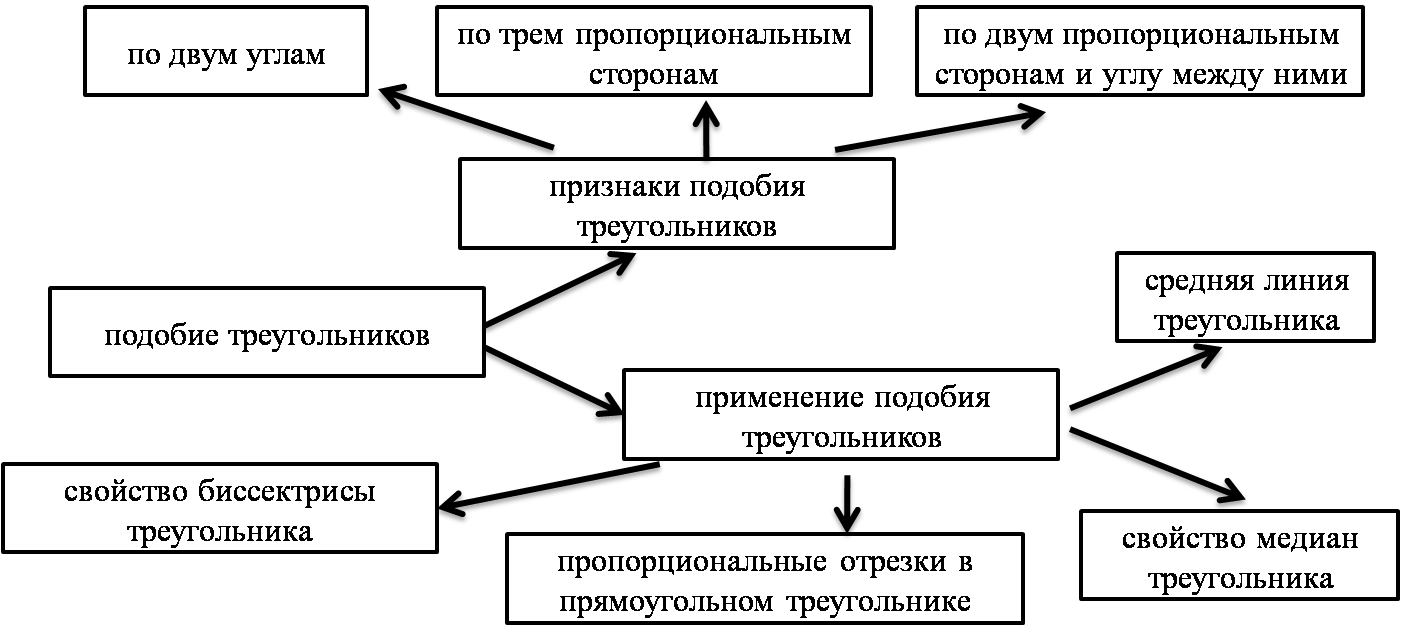 по двум углам
по трем пропорциональным
сторонам
по двум пропорциональным
сторонам и углу между ними
признаки подобия
треугольников
подобие треугольников
средняя линия
треугольника
применение подобия
треугольников
свойство биссектрисы
треугольника
пропорциональные отрезки в
прямоугольном треугольнике
свойство медиан
треугольника